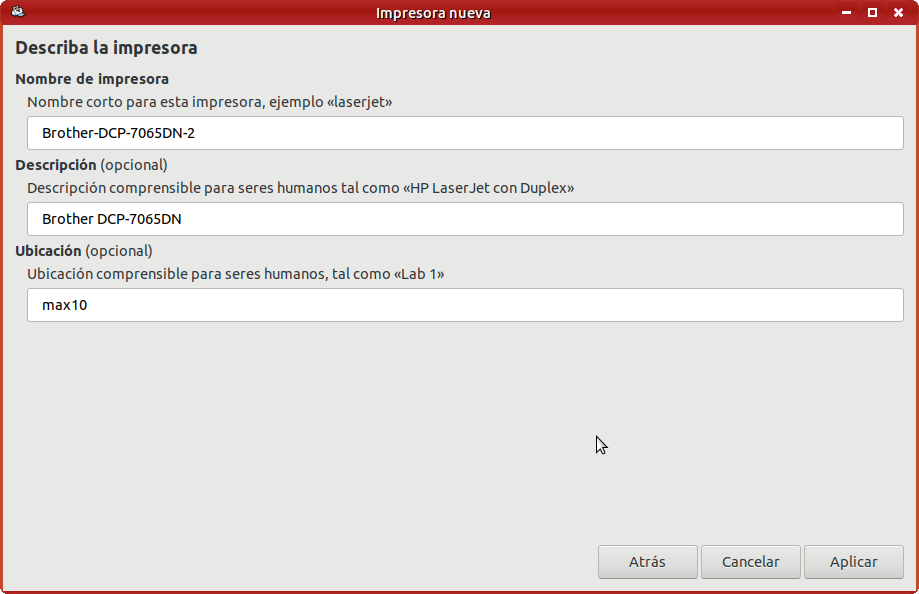 Impresora nueva
Describa la impresora
Nombre de impresora
Nombre corto para esta impresora, ejemplo «laserjet»
Brother-DCP-7065DN-2
Descripción (opcional)
Descripción comprensible para seres humanos tal como «HP LaserJet con Duplex»
Brother DCP-7065DN
Ubicación (opcional)
Ubicación comprensible para seres humanos, tal como «Lab 1»
max10
Atrás Cancelar Aplicar